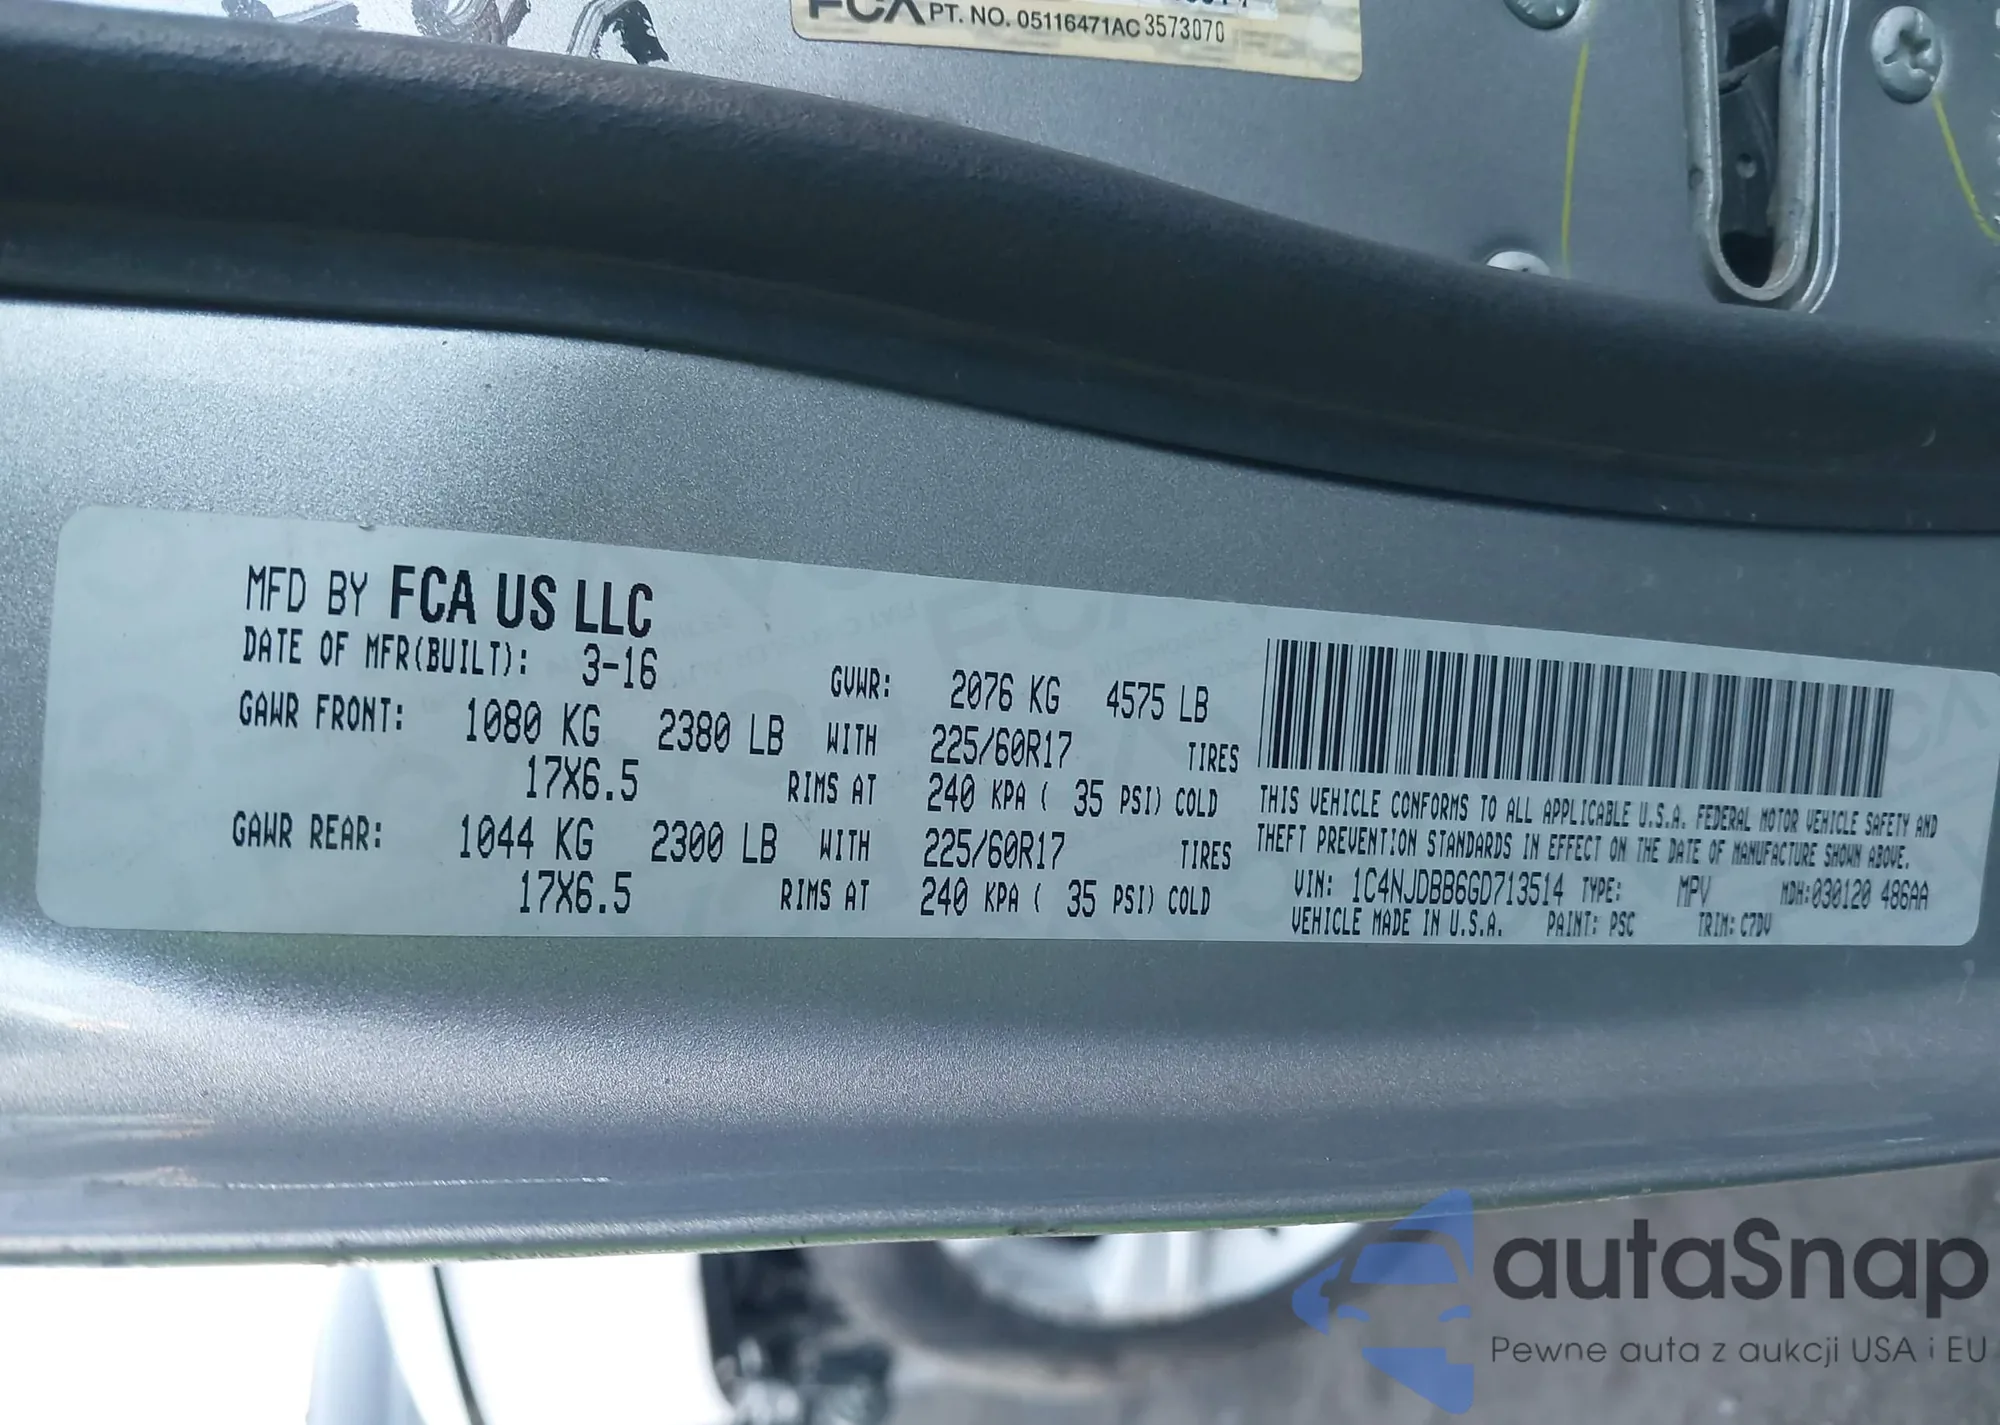 FCA PT. NO. 05116471AC 3573070
MFD BY FCA US LLC
DATE OF MFR(BUILT): 3-16 GVWR: 2076 KG 4575 LB
GAWR FRONT: 1080 KG 2380 LB WITH 225/60R17 TIRES
17X6.5 RIMS AT 240 KPA ( 35 PSI) COLD
GAWR REAR: 1044 KG 2300 LB WITH 225/60R17 TIRES
17X6.5 RIMS AT 240 KPA ( 35 PSI) COLD
THIS VEHICLE CONFORMS TO ALL APPLICABLE U.S.A. FEDERAL MOTOR VEHICLE SAFETY AND
THEFT PREVENTION STANDARDS IN EFFECT ON THE DATE OF MANUFACTURE SHOWN ABOVE.
VIN: 1C4NJDBB6GD713514 TYPE: MPV MDH:030120 486AA
VEHICLE MADE IN U.S.A. PAINT: PSC TRIM: C7DV
autaSnap
Pewne auta z aukcji USA i EU